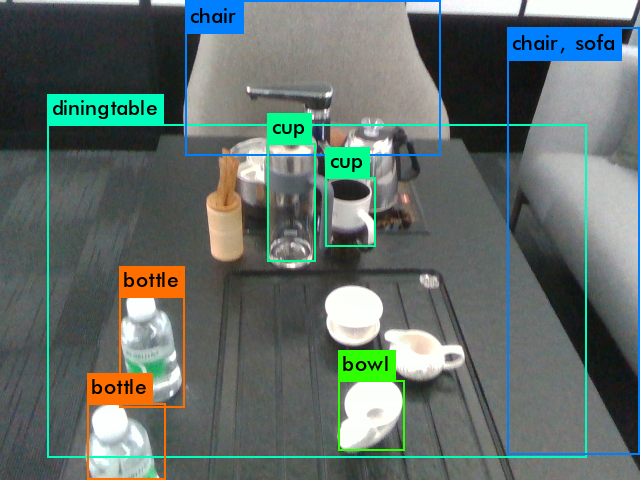 chair
chair, sofa
diningtable
cup
cup
bottle
bottle
bowl